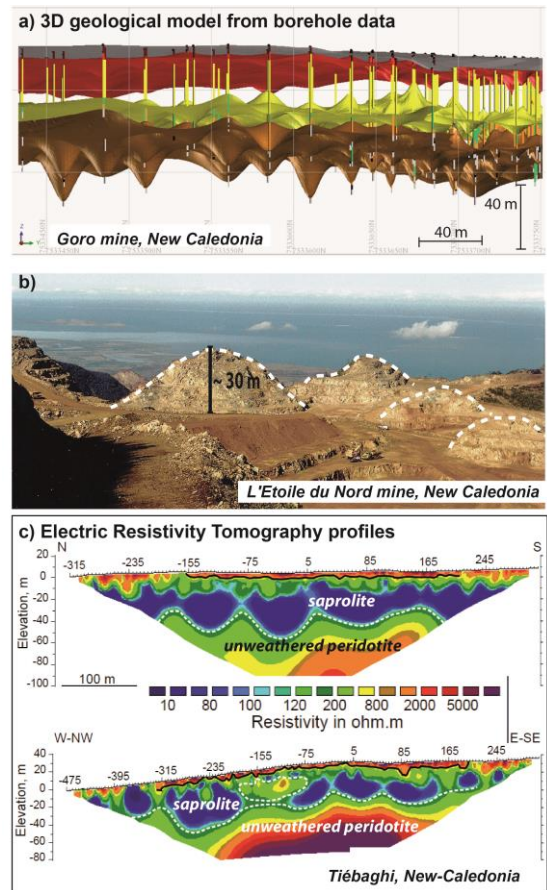 a) 3D geological model from borehole data
40 m
Goro mine, New Caledonia
40 m
b)
~ 30 m
L'Etoile du Nord mine, New Caledonia
c) Electric Resistivity Tomography profiles
N
S
20
-315 -235 -155 -75 5 85 165 245
0
-20
-40
-60
-80
-100
Elevation, m
saprolite
unweathered peridotite
100 m
10 80 100 120 200 800 2000 5000
Resistivity in ohm.m
W-NW
E-SE
40
-475 -395 -315 -235 -155 -75 5 85 165 245
20
0
-20
-40
-60
-80
Elevation, m
saprolite
unweathered peridotite
Tiébaghi, New-Caledonia